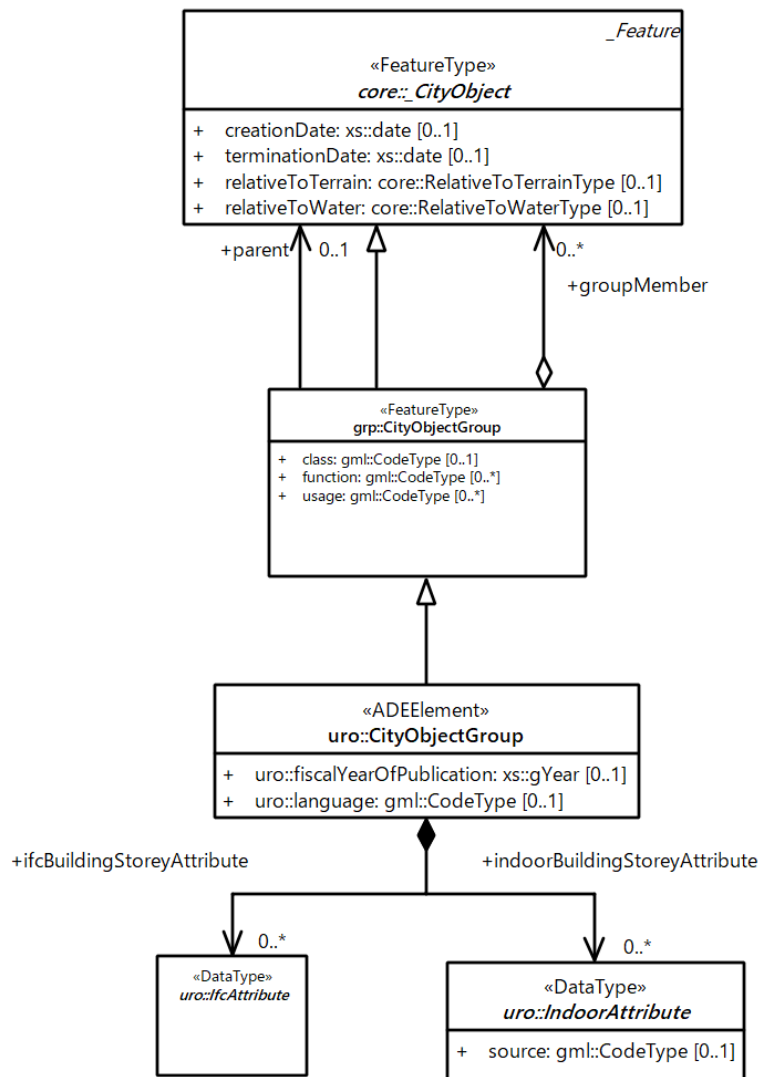 _Feature
«FeatureType»
core::_CityObject
+ creationDate: xs::date [0..1]
+ terminationDate: xs::date [0..1]
+ relativeToTerrain: core::RelativeToTerrainType [0..1]
+ relativeToWater: core::RelativeToWaterType [0..1]
+parent 0..1 0..*
+groupMember
«FeatureType»
grp::CityObjectGroup
+ class: gml::CodeType [0..1]
+ function: gml::CodeType [0..*]
+ usage: gml::CodeType [0..*]
«ADEElement»
uro::CityObjectGroup
+ uro::fiscalYearOfPublication: xs::gYear [0..1]
+ uro::language: gml::CodeType [0..1]
+ifcBuildingStoreyAttribute +indoorBuildingStoreyAttribute
0..* 0..*
«DataType»
uro::IfcAttribute
«DataType»
uro::IndoorAttribute
+ source: gml::CodeType [0..1]